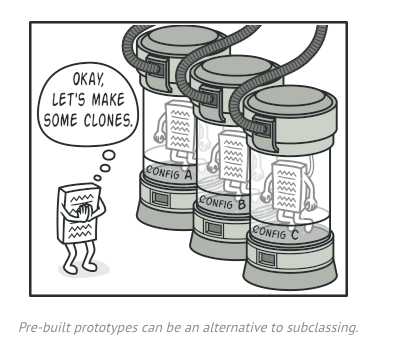 OKAY,
LET'S MAKE
SOME CLONES.
CONFIG A
CONFIG B
CONFIG C
Pre-built prototypes can be an alternative to subclassing.